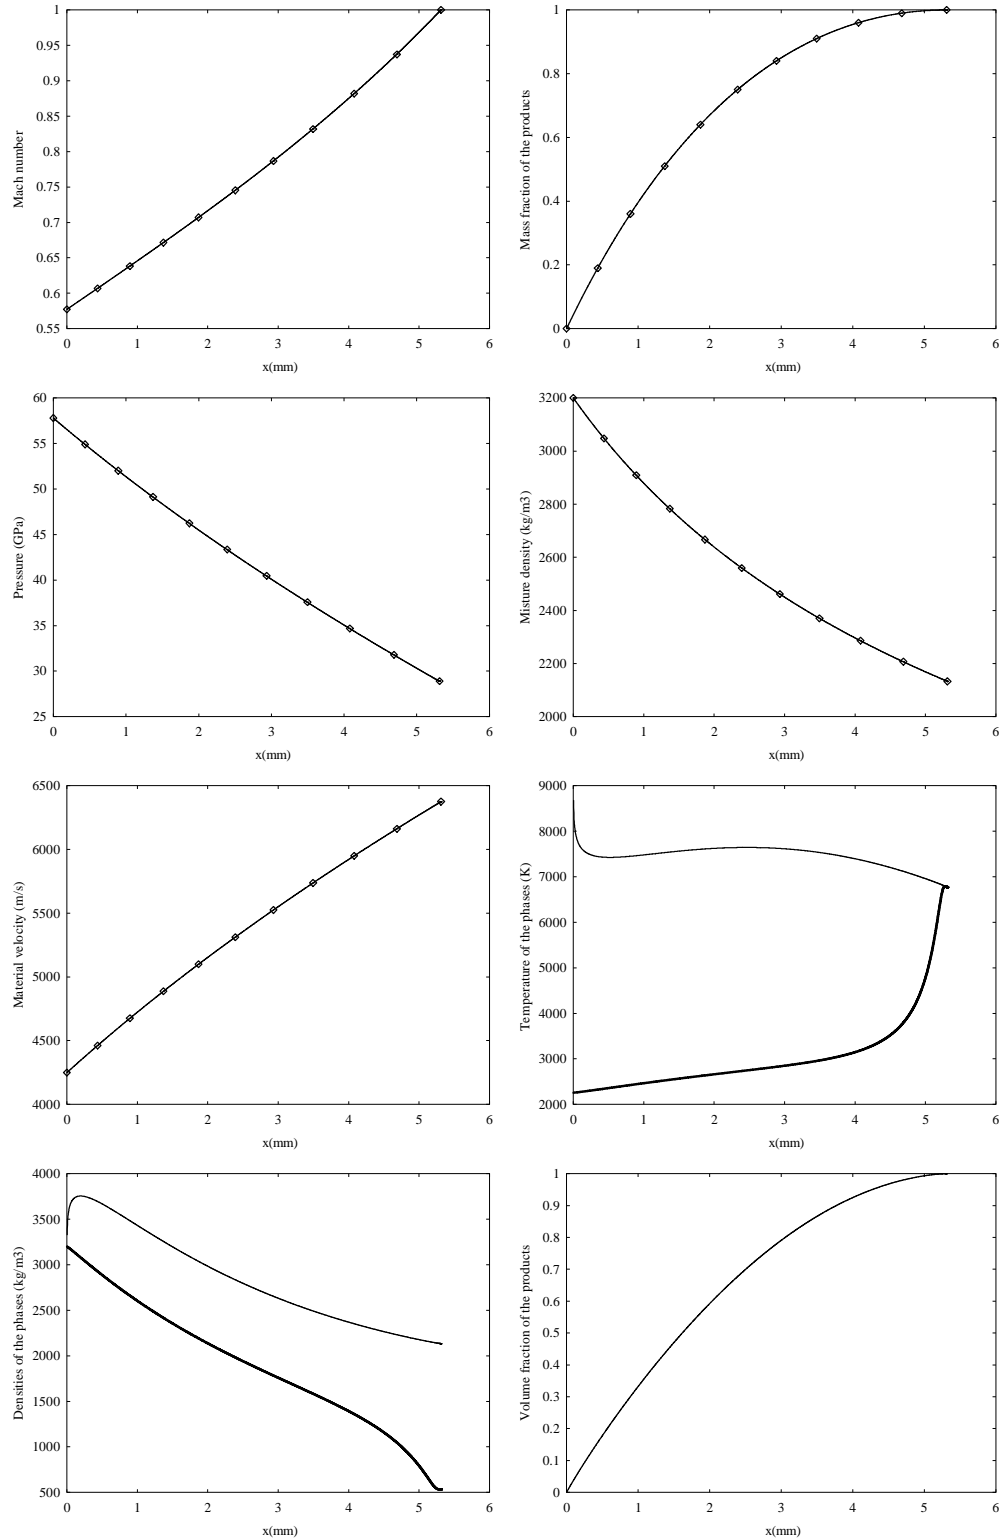 1
0.95
0.9
0.85
0.8
0.75
0.7
0.65
0.6
0.55
Mach number
0 1 2 3 4 5 6
x(mm)
1
0.8
0.6
0.4
0.2
0
Mass fraction of the products
0 1 2 3 4 5 6
x(mm)
60
55
50
45
40
35
30
25
Pressure (GPa)
0 1 2 3 4 5 6
x(mm)
3200
3000
2800
2600
2400
2200
2000
Misture density (kg/m3)
0 1 2 3 4 5 6
x(mm)
6500
6000
5500
5000
4500
4000
Material velocity (m/s)
0 1 2 3 4 5 6
x(mm)
9000
8000
7000
6000
5000
4000
3000
2000
Temperature of the phases (K)
0 1 2 3 4 5 6
x(mm)
4000
3500
3000
2500
2000
1500
1000
500
Densities of the phases (kg/m3)
0 1 2 3 4 5 6
x(mm)
1
0.9
0.8
0.7
0.6
0.5
0.4
0.3
0.2
0.1
0
Volume fraction of the products
0 1 2 3 4 5 6
x(mm)